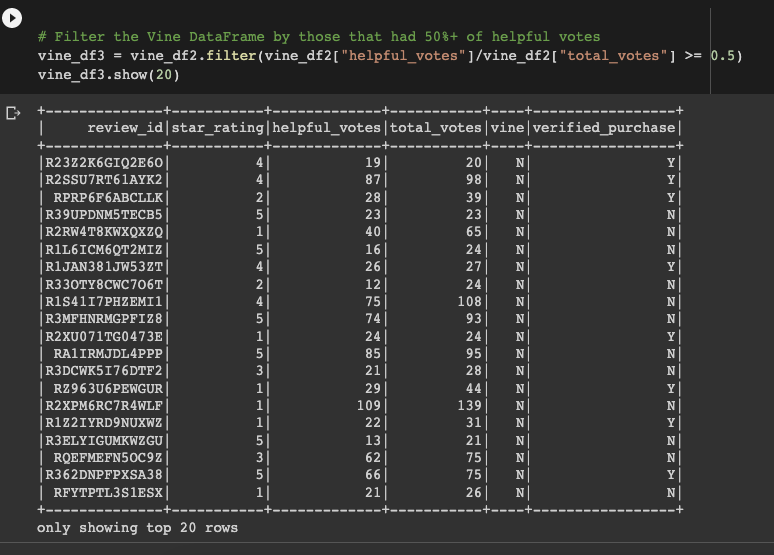 # Filter the Vine DataFrame by those that had 50%+ of helpful votes
vine_df3 = vine_df2.filter(vine_df2["helpful_votes"]/vine_df2["total_votes"] >= 0.5)
vine_df3.show(20)
+--------------+-----------+-------------+-----------+----+-----------------+
|     review_id|star_rating|helpful_votes|total_votes|vine|verified_purchase|
+--------------+-----------+-------------+-----------+----+-----------------+
|R23Z2K6GIQ2E6O|          4|           19|         20|   N|                Y|
|R2SSU7RT61AYK2|          4|           87|         98|   N|                Y|
| RPRP6F6ABCLLK|          2|           28|         39|   N|                Y|
|R39UPDNM5TECB5|          5|           23|         23|   N|                N|
|R2RW4T8KWXQXZQ|          1|           40|         65|   N|                N|
|R1L6ICM6QT2MIZ|          5|           16|         24|   N|                N|
|R1JAN381JW53ZT|          4|           26|         27|   N|                Y|
|R33OTY8CWC7O6T|          2|           12|         24|   N|                N|
|R1S41I7PHZEMI1|          4|           75|        108|   N|                N|
|R3MFHNRMGPFIZ8|          5|           74|         93|   N|                N|
|R2XU071TG0473E|          1|           24|         24|   N|                Y|
| RA1IRMJDL4PPP|          5|           85|         95|   N|                N|
|R3DCWK5I76DTF2|          3|           21|         28|   N|                N|
| RZ963U6PEWGUR|          1|           29|         44|   N|                Y|
|R2XPM6RC7R4WLF|          1|          109|        139|   N|                N|
|R1Z2IYRD9NUXWZ|          1|           22|         31|   N|                Y|
|R3ELYIGUMKWZGU|          5|           13|         21|   N|                N|
| RQEFMEFN5OC9Z|          3|           62|         75|   N|                N|
|R362DNPFPXSA38|          5|           66|         75|   N|                Y|
| RFYTPTL3S1ESX|          1|           21|         26|   N|                N|
+--------------+-----------+-------------+-----------+----+-----------------+
only showing top 20 rows